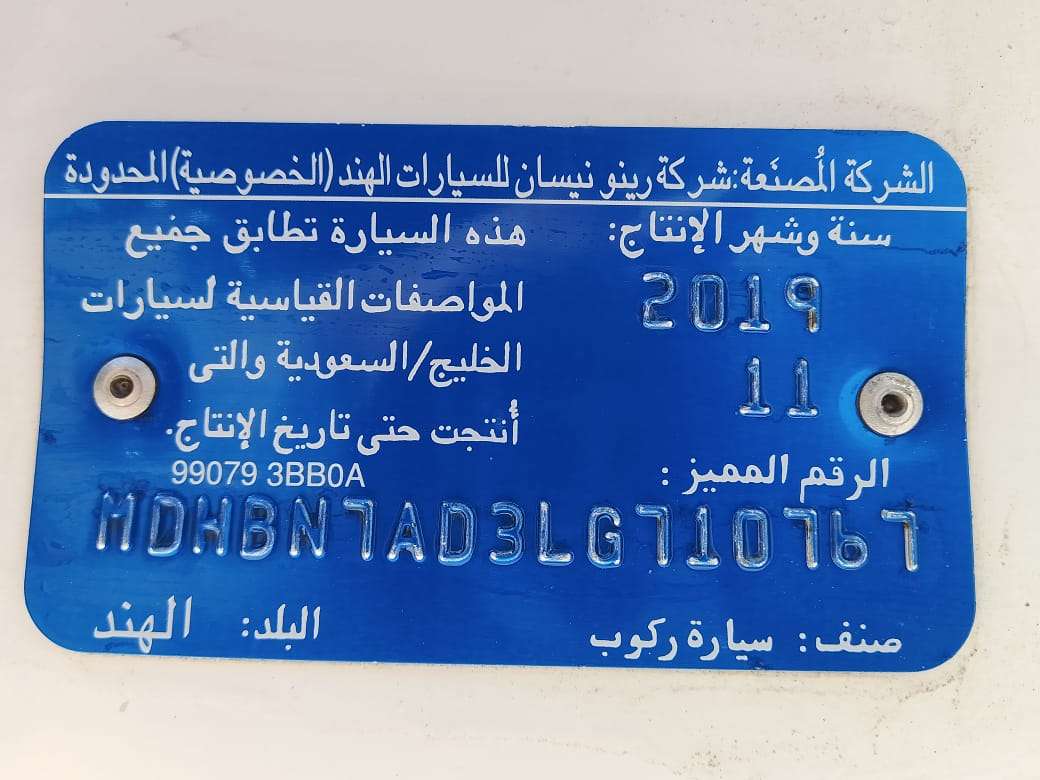 الشركة المُصنَعة: شركة رينو نيسان للسيارات الهند (الخصوصية) المحدودة
سنة وشهر الإنتاج:
2019
11
هذه السيارة تطابق جميع
المواصفات القياسية لسيارات
الخليج/السعودية والتى
أُنتجت حتى تاريخ الإنتاج.
99079 3BB0A
الرقم المميز :
MDHBN7AD3LG710767
صنف: سيارة ركوب
البلد: الهند